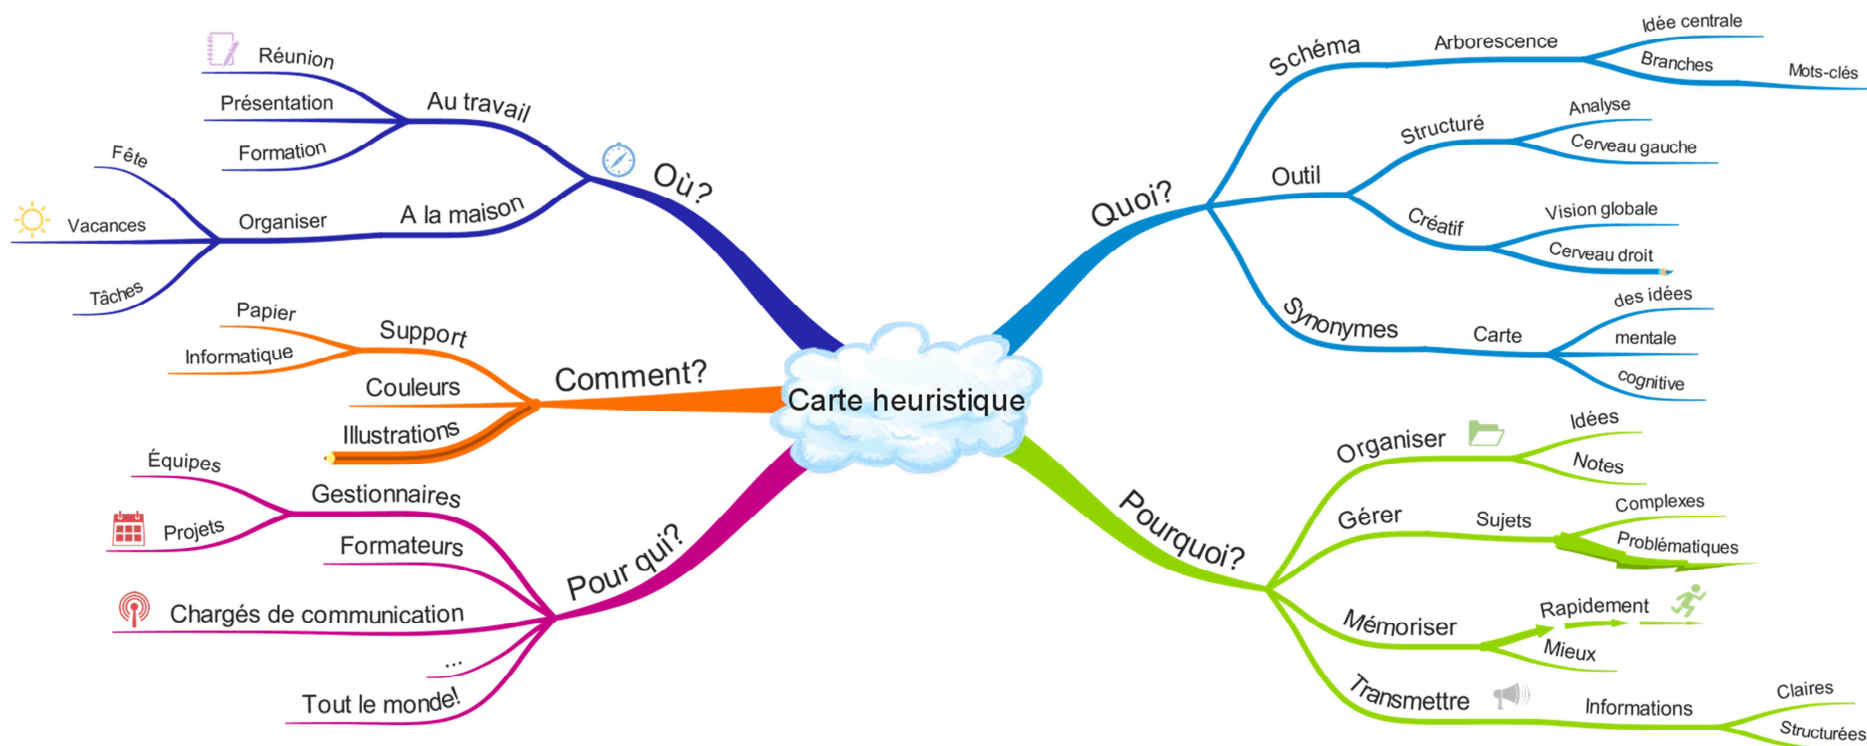 Carte heuristique
Quoi?
Schéma
Arborescence
Idée centrale
Branches
Mots-clés
Outil
Structuré
Analyse
Cerveau gauche
Créatif
Vision globale
Cerveau droit
Synonymes
Carte
des idées
mentale
cognitive
Pourquoi?
Organiser
Idées
Notes
Gérer
Sujets
Complexes
Problématiques
Mémoriser
Rapidement
Mieux
Transmettre
Informations
Claires
Structurées
Où?
Au travail
Réunion
Présentation
Formation
A la maison
Organiser
Fête
Vacances
Tâches
Comment?
Support
Papier
Informatique
Couleurs
Illustrations
Pour qui?
Gestionnaires
Équipes
Projets
Formateurs
Chargés de communication
...
Tout le monde!